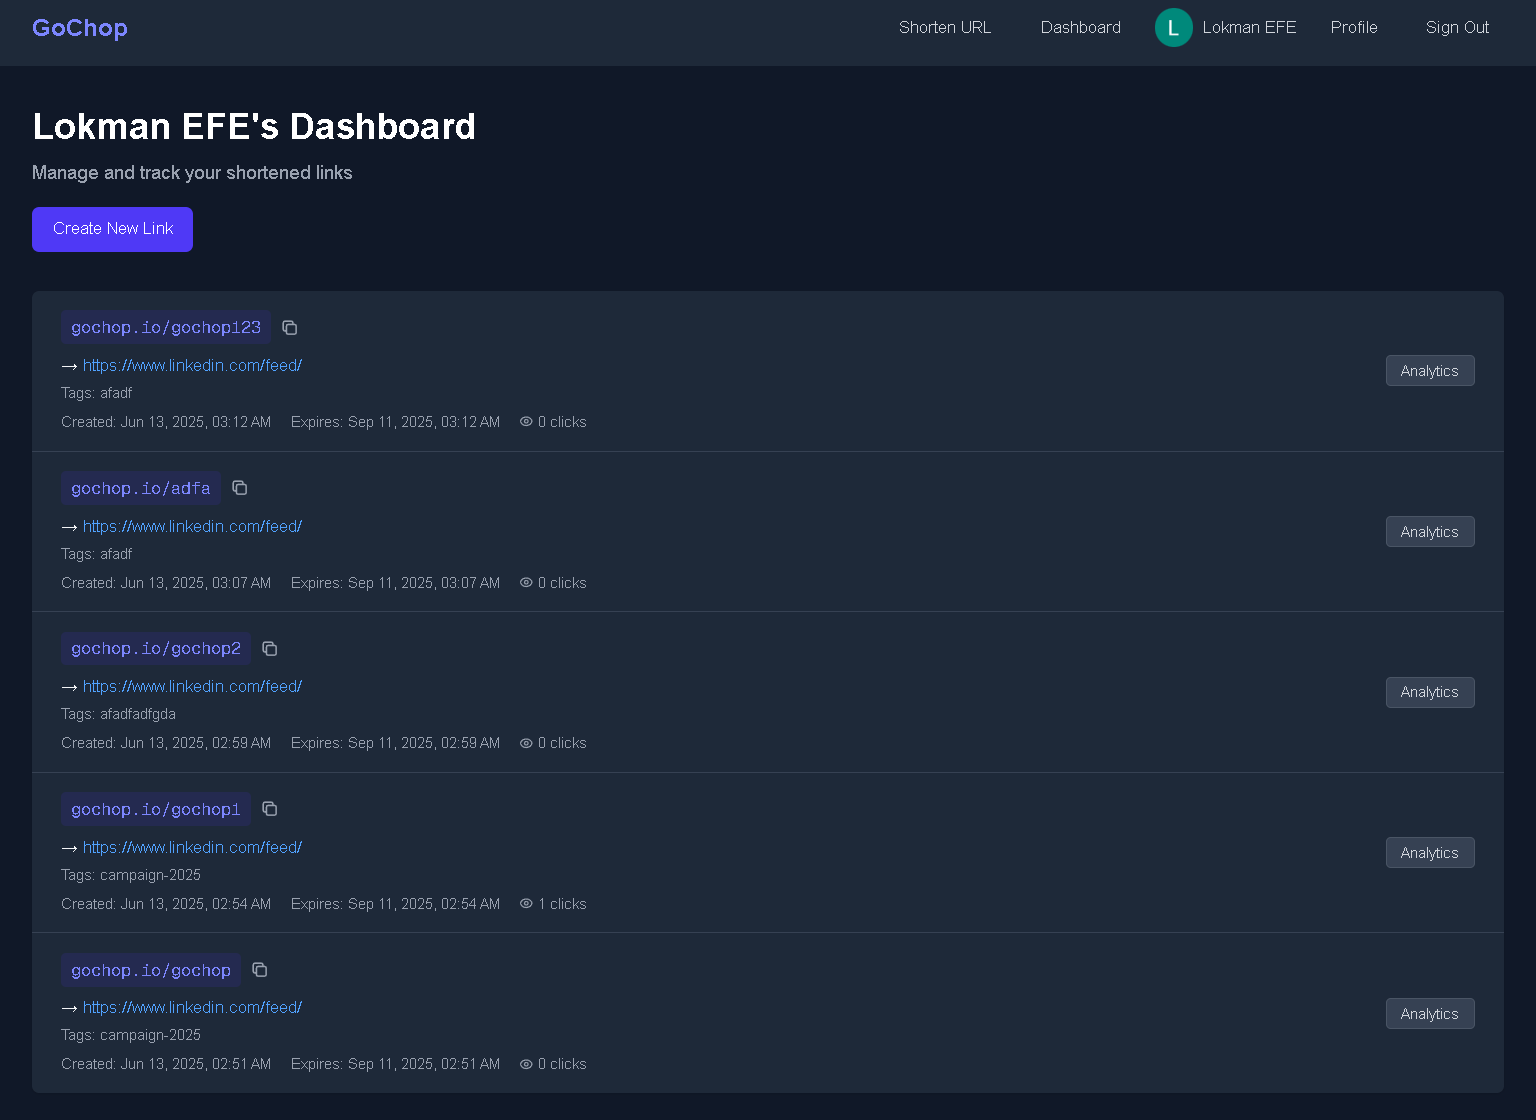 GoChop
Shorten URL Dashboard L Lokman EFE Profile Sign Out
Lokman EFE's Dashboard
Manage and track your shortened links
Create New Link
gochop.io/gochop123
→ https://www.linkedin.com/feed/
Tags: afadf
Created: Jun 13, 2025, 03:12 AM Expires: Sep 11, 2025, 03:12 AM 0 clicks
Analytics
gochop.io/adfa
→ https://www.linkedin.com/feed/
Tags: afadf
Created: Jun 13, 2025, 03:07 AM Expires: Sep 11, 2025, 03:07 AM 0 clicks
Analytics
gochop.io/gochop2
→ https://www.linkedin.com/feed/
Tags: afadfadfgda
Created: Jun 13, 2025, 02:59 AM Expires: Sep 11, 2025, 02:59 AM 0 clicks
Analytics
gochop.io/gochop1
→ https://www.linkedin.com/feed/
Tags: campaign-2025
Created: Jun 13, 2025, 02:54 AM Expires: Sep 11, 2025, 02:54 AM 1 clicks
Analytics
gochop.io/gochop
→ https://www.linkedin.com/feed/
Tags: campaign-2025
Created: Jun 13, 2025, 02:51 AM Expires: Sep 11, 2025, 02:51 AM 0 clicks
Analytics